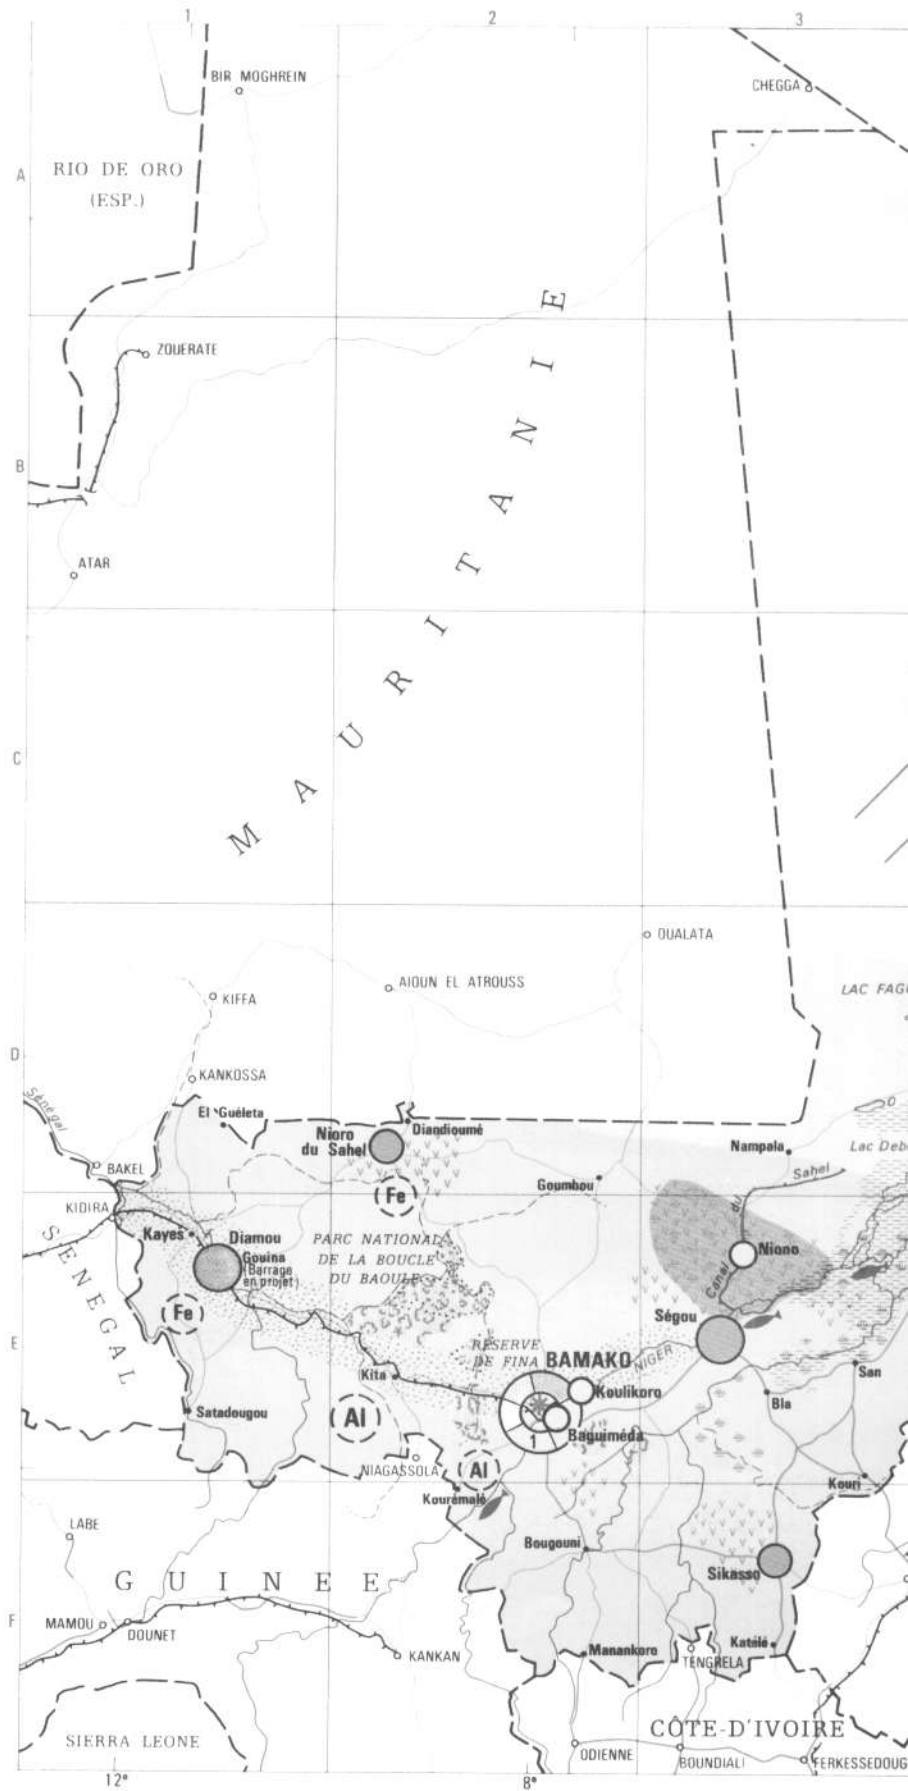 1 2 3
BIR MOGHREIN
CHEGGA
A
RIO DE ORO
(ESP.)
ZOUERATE
B
ATAR
MAURITANIE
C
OUALATA
AIOUN EL ATROUSS
KIFFA
LAC FAGU
D
KANKOSSA
Sénégal
El Guéleta
Diandioumé
Nioro
du Sahel
Nampala
Lac Deb
BAKEL
Goumbou
Sahel
Fe
KIDIRA
du
Kayes
Diamou
Gouina
(Barrage
en projet)
PARC NATIONAL
DE LA BOUCLE
DU BAOULE
Niono
Canal
SENEGAL
Fe
Ségou
E
RESERVE
DE FINA
BAMAKO
NIGER
Kita
Koulikoro
San
Bla
Satadougou
Al
1
Baguiméda
NIAGASSOLA
Al
Kouri
Kourémalé
LABE
Bougouni
Sikasso
GUINEE
F
MAMOU
DOUNET
KANKAN
Manankoro
TENGRELA
Katélé
SIERRA LEONE
CÔTE-D'IVOIRE
ODIENNE
BOUNDIALI
FERKESSEDOUG
12°
8°